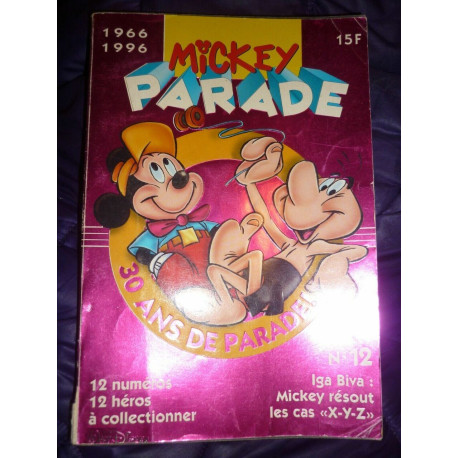 1966
1996
15F
MiCKEY
PARADE
30 ANS DE PARADE!
N° 12
12 numéros
12 héros
à collectionner
Iga Biva :
Mickey résout
les cas «X-Y-Z»